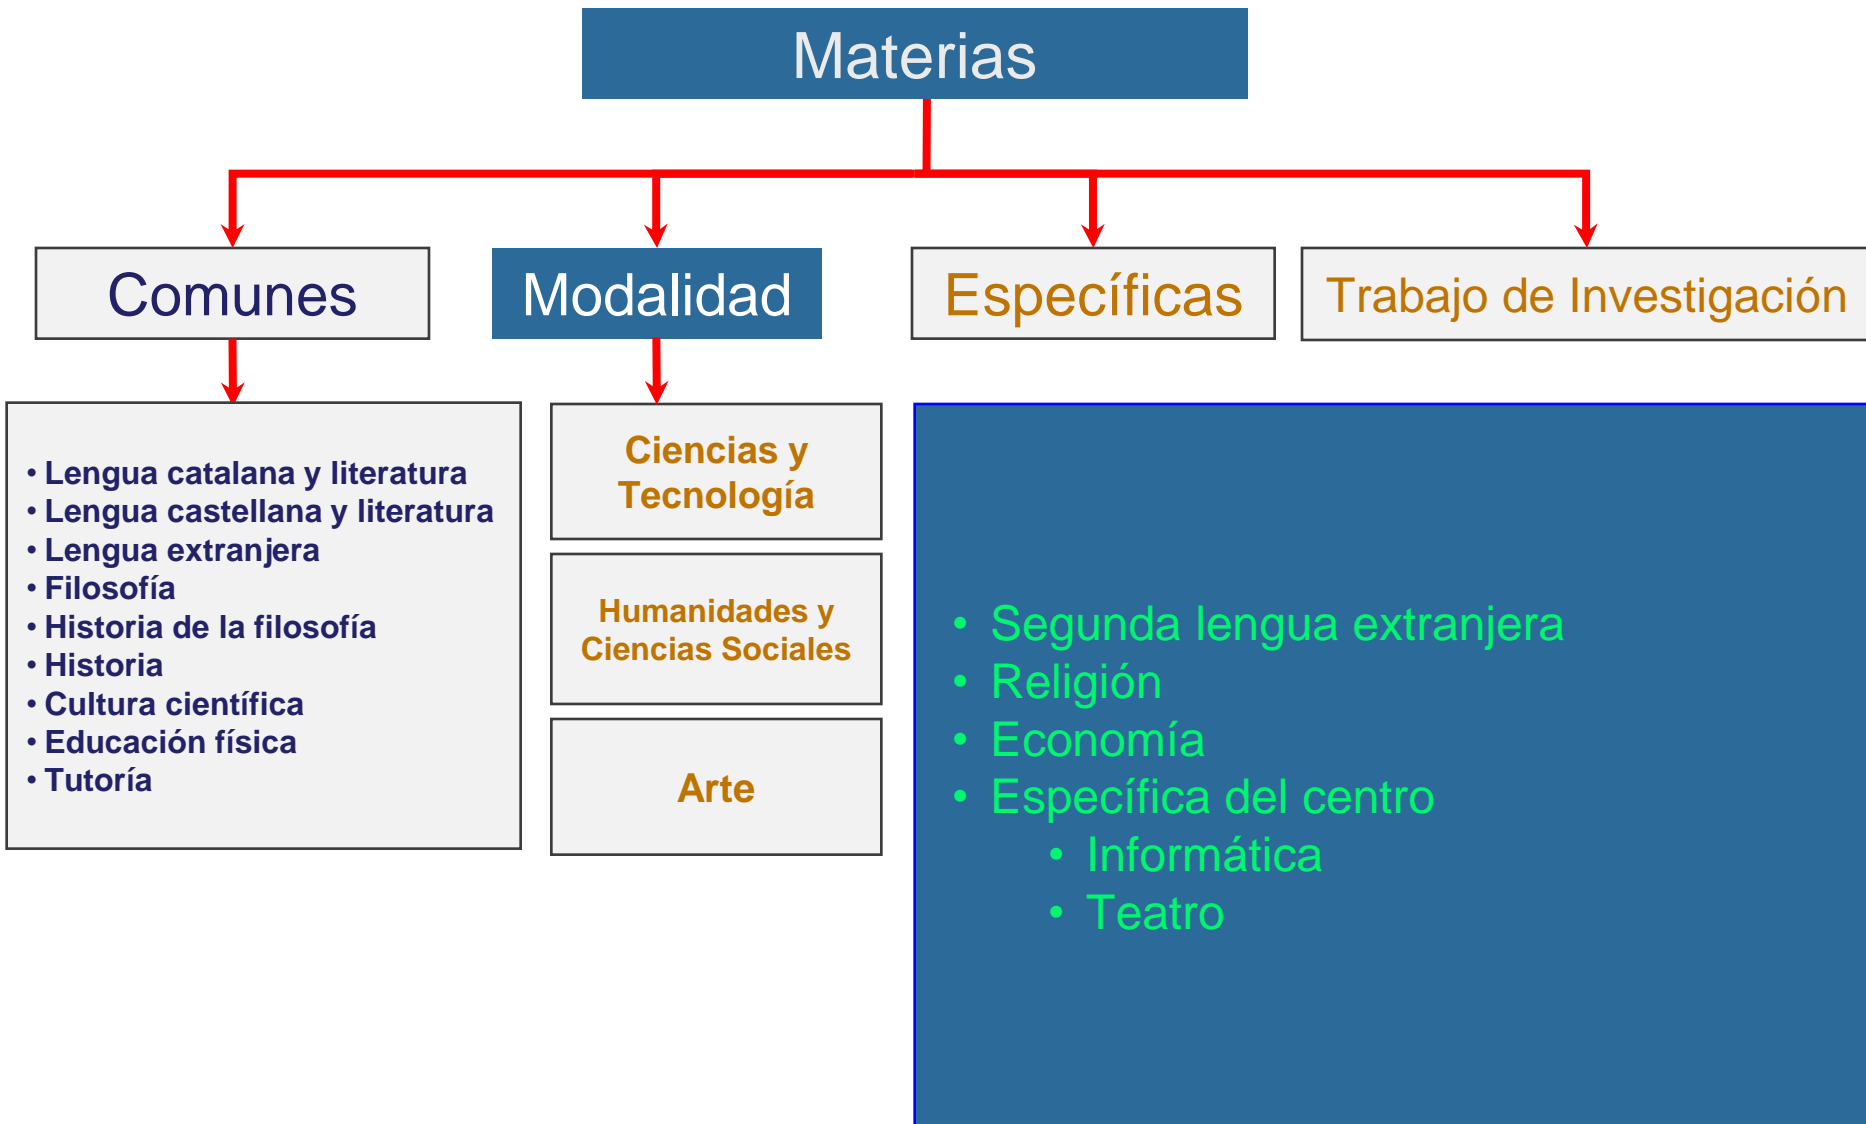 Materias
Comunes
Modalidad
Específicas
Trabajo de Investigación
• Lengua catalana y literatura
• Lengua castellana y literatura
• Lengua extranjera
• Filosofía
• Historia de la filosofía
• Historia
• Cultura científica
• Educación física
• Tutoría
Ciencias y
Tecnología
Humanidades y
Ciencias Sociales
Arte
• Segunda lengua extranjera
• Religión
• Economía
• Específica del centro
• Informática
• Teatro